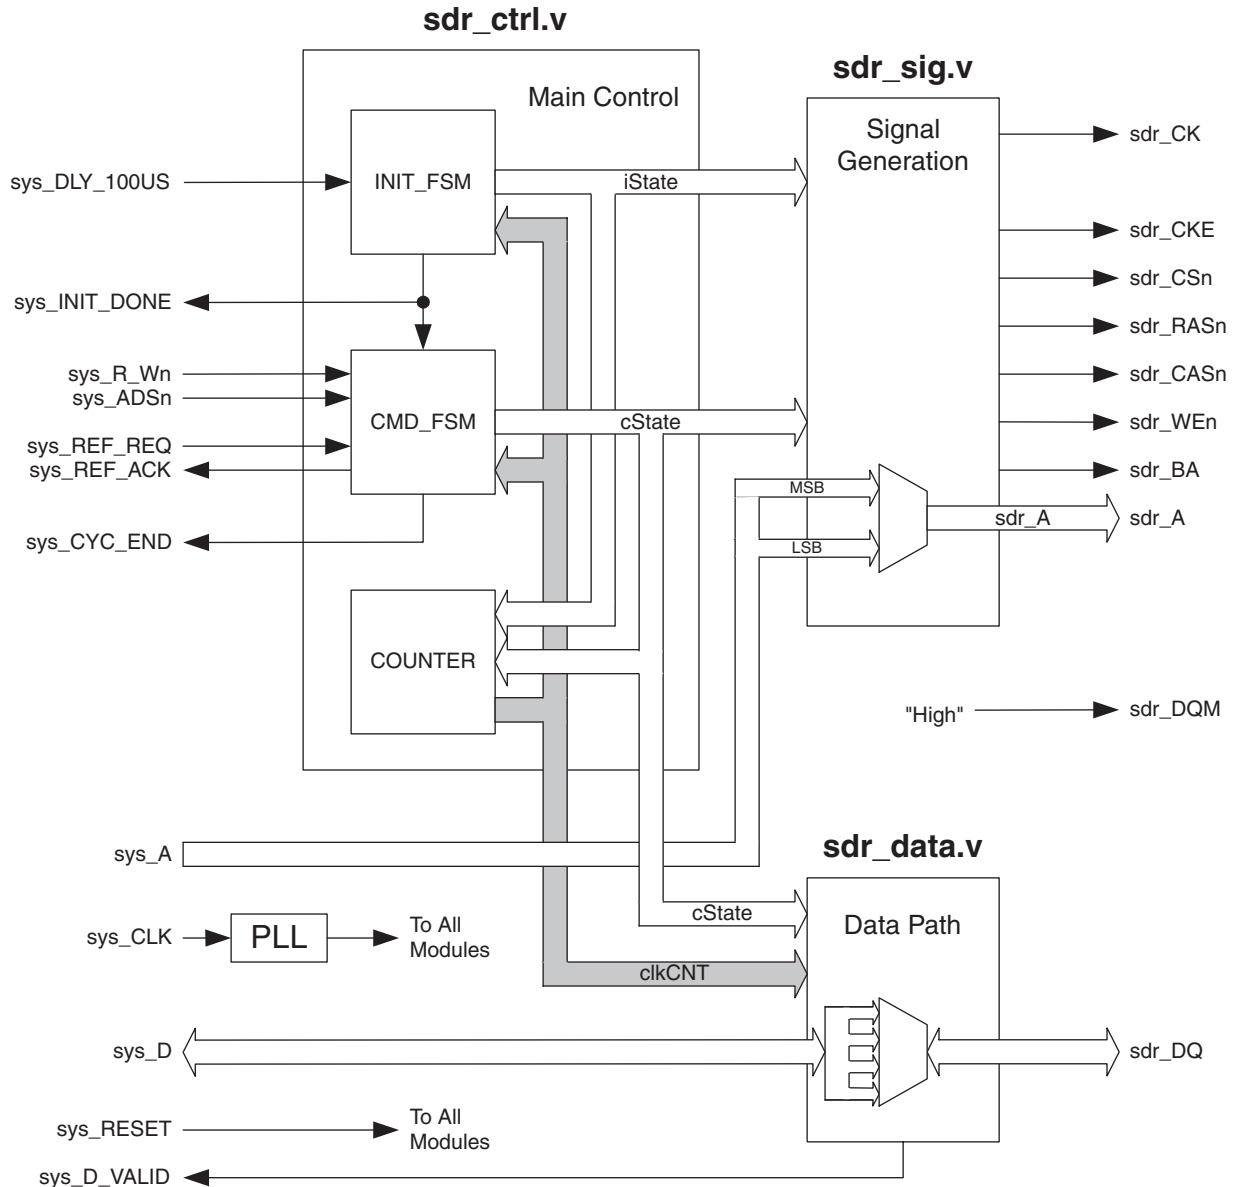 sdr_ctrl.v
sdr_sig.v
Main Control
Signal
Generation
sdr_CK
sys_DLY_100US
INIT_FSM
iState
sdr_CKE
sdr_CSn
sys_INIT_DONE
sdr_RASn
sys_R_Wn
sdr_CASn
sys_ADSn
CMD_FSM
cState
sdr_WEn
sys_REF_REQ
sys_REF_ACK
sdr_BA
MSB
sdr_A
sdr_A
sys_CYC_END
LSB
COUNTER
"High"
sdr_DQM
sys_A
sdr_data.v
cState
Data Path
sys_CLK
PLL
To All
Modules
clkCNT
sys_D
sdr_DQ
sys_RESET
To All
Modules
sys_D_VALID